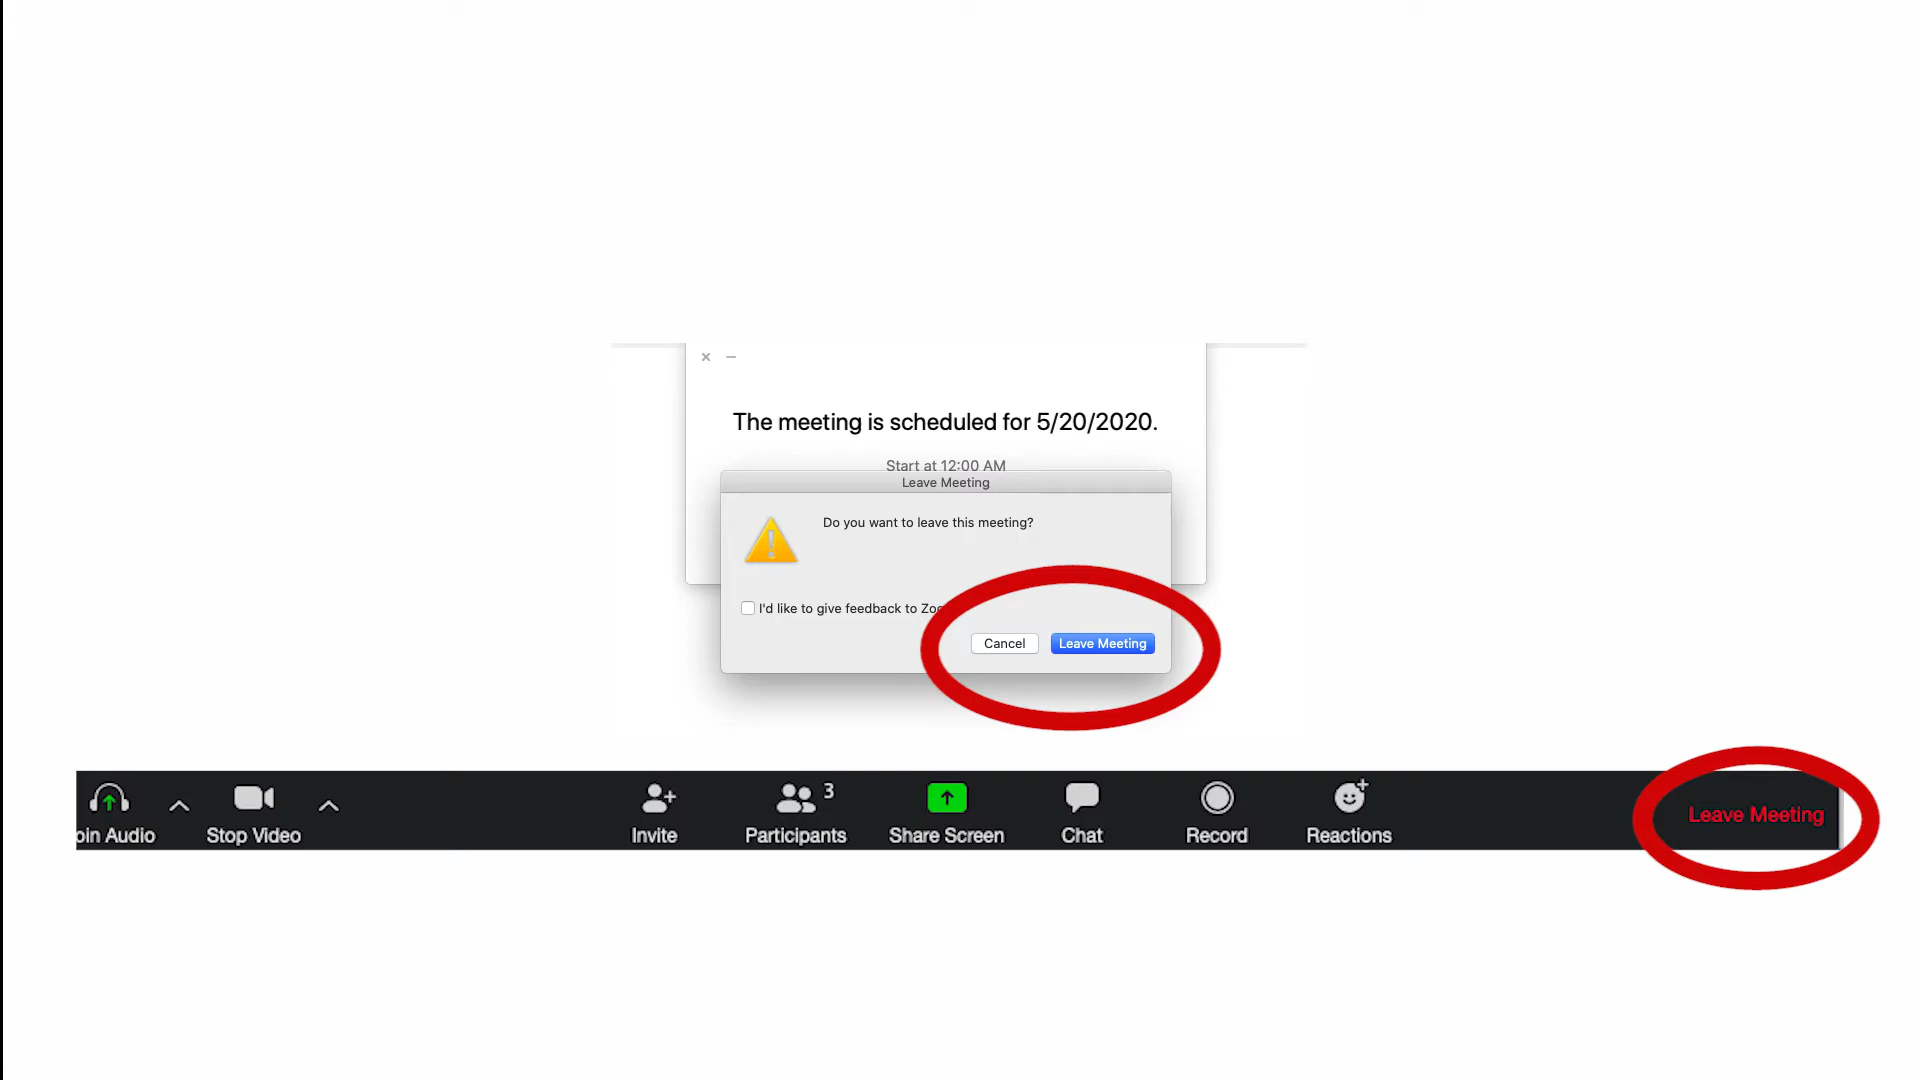 The meeting is scheduled for 5/20/2020.
Start at 12:00 AM
Leave Meeting
Do you want to leave this meeting?
I'd like to give feedback to
Cancel Leave Meeting
3
Audio Stop Video Invite Participants Share Screen Chat Record Reactions Leave Meeting